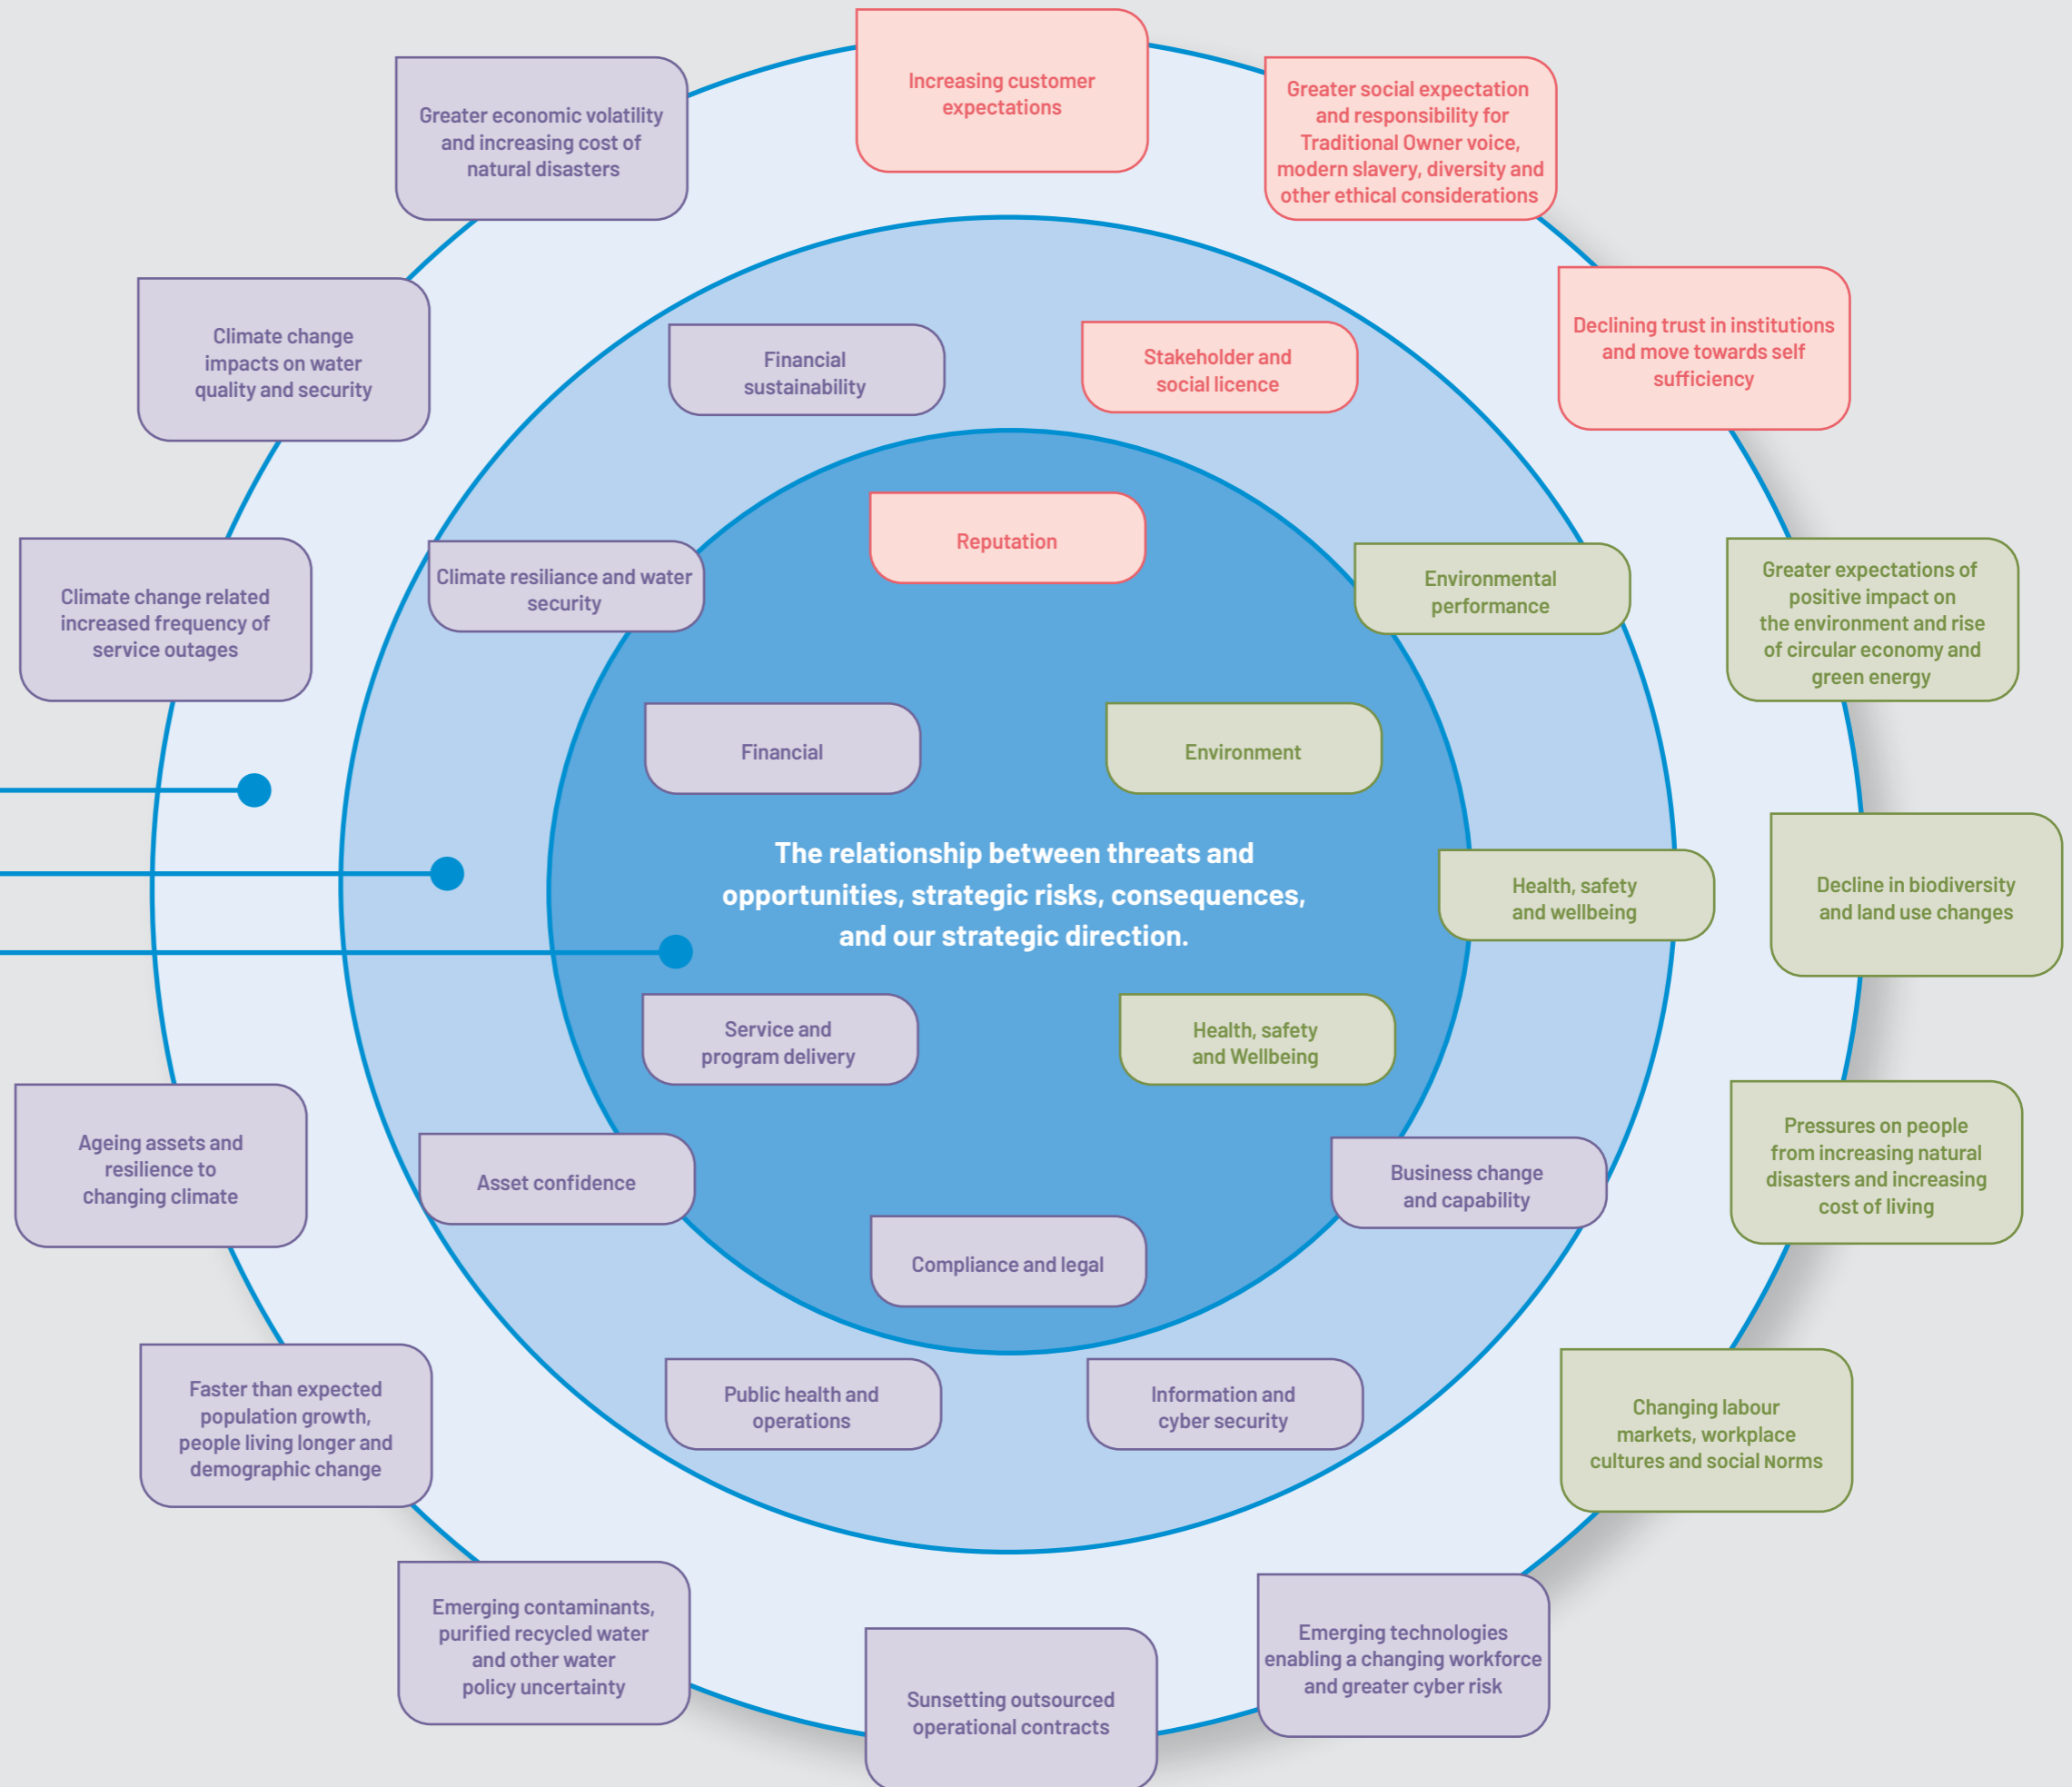 Increasing customer
expectations
Greater economic volatility
and increasing cost of
natural disasters
Greater social expectation
and responsibility for
Traditional Owner voice,
modern slavery, diversity and
other ethical considerations
Climate change
impacts on water
quality and security
Declining trust in institutions
and move towards self
sufficiency
Financial
sustainability
Stakeholder and
social licence
Reputation
Climate change related
increased frequency of
service outages
Climate resiliance and water
security
Environmental
performance
Greater expectations of
positive impact on
the environment and rise
of circular economy and
green energy
Financial
Environment
The relationship between threats and
opportunities, strategic risks, consequences,
and our strategic direction.
Health, safety
and wellbeing
Decline in biodiversity
and land use changes
Service and
program delivery
Health, safety
and Wellbeing
Ageing assets and
resilience to
changing climate
Asset confidence
Business change
and capability
Pressures on people
from increasing natural
disasters and increasing
cost of living
Compliance and legal
Faster than expected
population growth,
people living longer and
demographic change
Public health and
operations
Information and
cyber security
Changing labour
markets, workplace
cultures and social Norms
Emerging contaminants,
purified recycled water
and other water
policy uncertainty
Sunsetting outsourced
operational contracts
Emerging technologies
enabling a changing workforce
and greater cyber risk